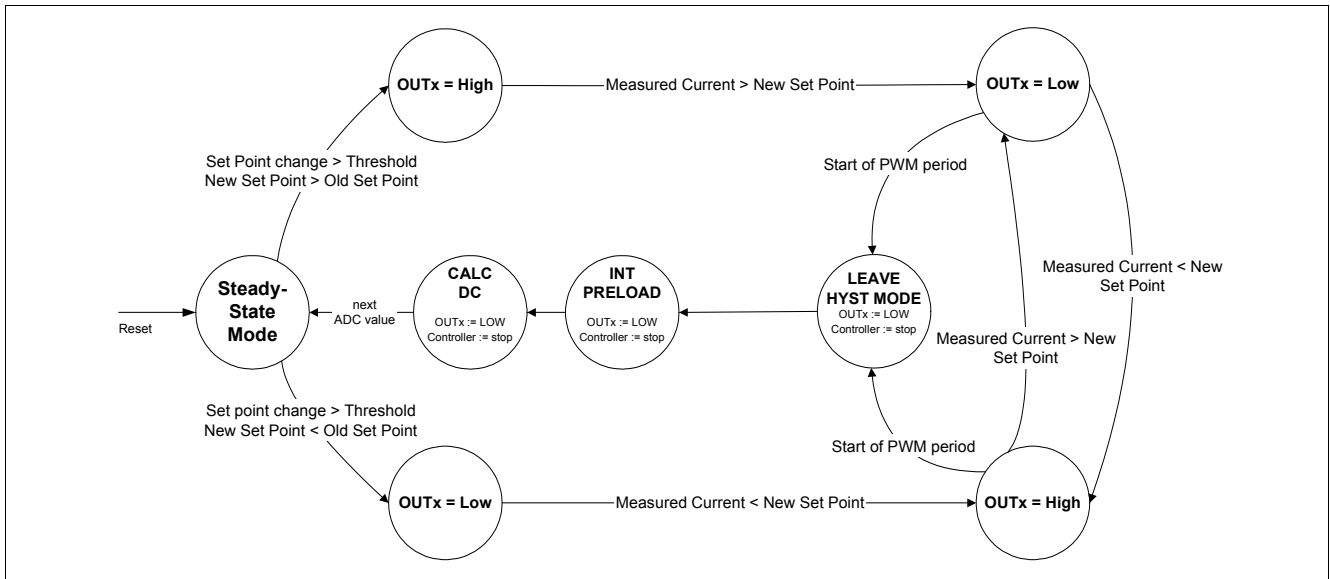 OUTx = High
Measured Current > New Set Point
OUTx = Low
Set Point change > Threshold
New Set Point > Old Set Point
Start of PWM period
Reset
Steady-
State
Mode
next
ADC value
CALC
DC
OUTx := LOW
Controller := stop
INT
PRELOAD
OUTx := LOW
Controller := stop
LEAVE
HYST MODE
OUTx := LOW
Controller := stop
Measured Current < New
Set Point
Measured Current > New
Set Point
Set point change > Threshold
New Set Point < Old Set Point
Start of PWM period
OUTx = Low
Measured Current < New Set Point
OUTx = High